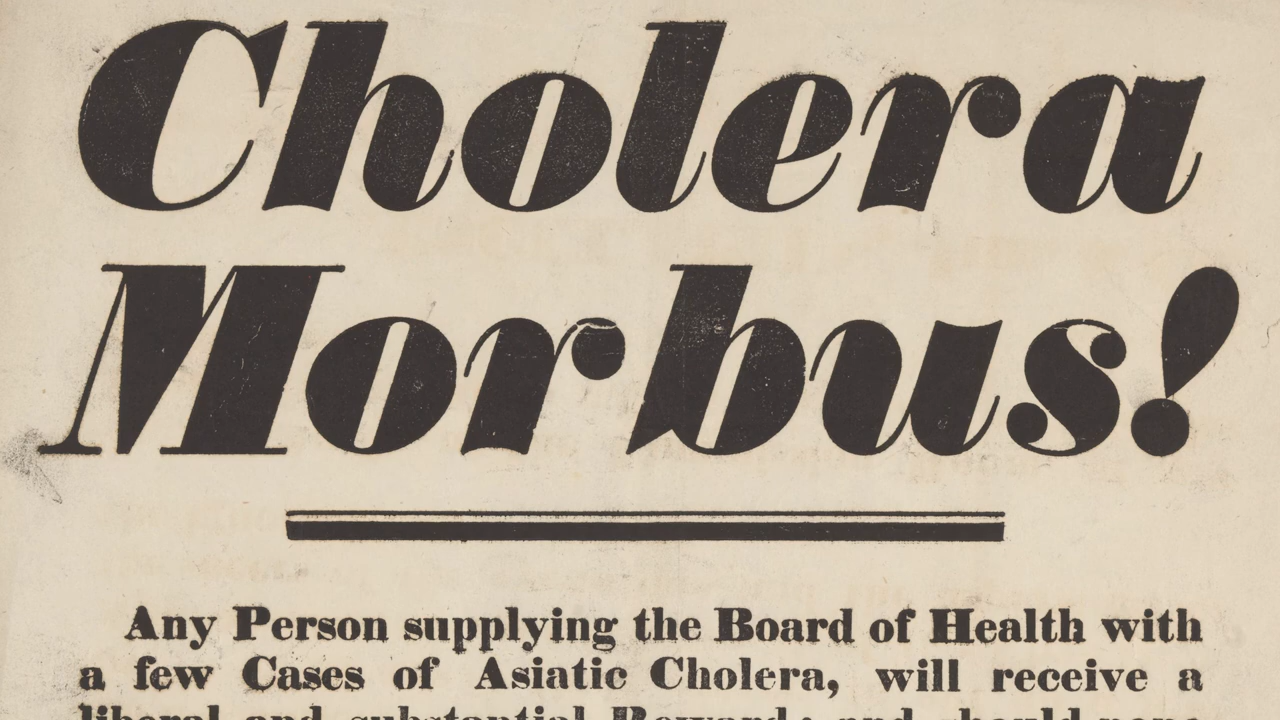 Cholera
Morbus!
Any Person supplying the Board of Health with
a few Cases of Asiatic Cholera, will receive a
liberal and substantial Reward; and should none